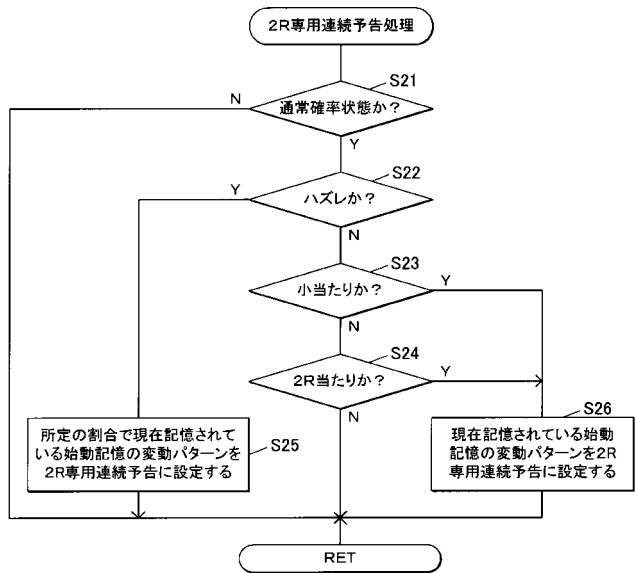 2R専用連続予告処理
S21
N
通常確率状態か？
Y
S22
Y
ハズレか？
N
S23
小当たりか？
Y
N
S24
2R当たりか？
Y
N
S25
所定の割合で現在記憶されて
いる始動記憶の変動パターンを
2R専用連続予告に設定する
S26
現在記憶されている始動
記憶の変動パターンを2R
専用連続予告に設定する
RET